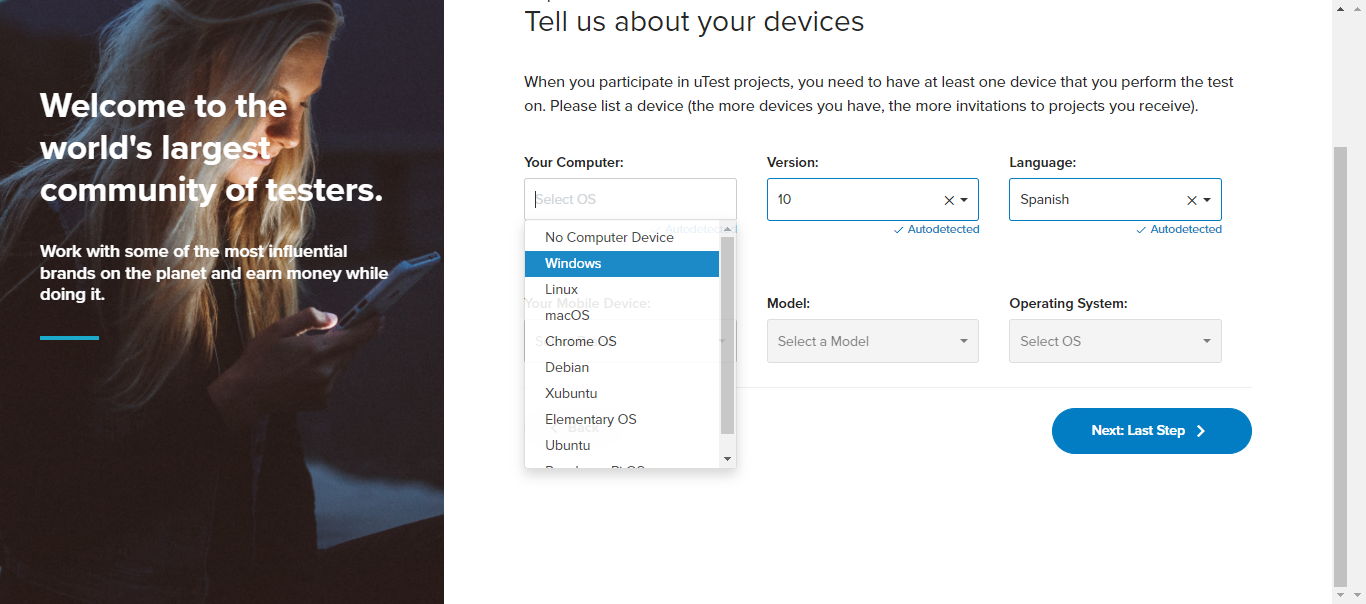 Welcome to the
world's largest
community of testers.
Work with some of the most influential
brands on the planet and earn money while
doing it.
Tell us about your devices
When you participate in uTest projects, you need to have at least one device that you perform the test
on. Please list a device (the more devices you have, the more invitations to projects you receive).
Your Computer:
Select OS
Autodetected
No Computer Device
Windows
Linux
macOS
Chrome OS
Debian
Xubuntu
Elementary OS
Ubuntu
Version:
10
Autodetected
Language:
Spanish
Autodetected
Your Mobile Device:
Model:
Select a Model
Operating System:
Select OS
Back
Next: Last Step